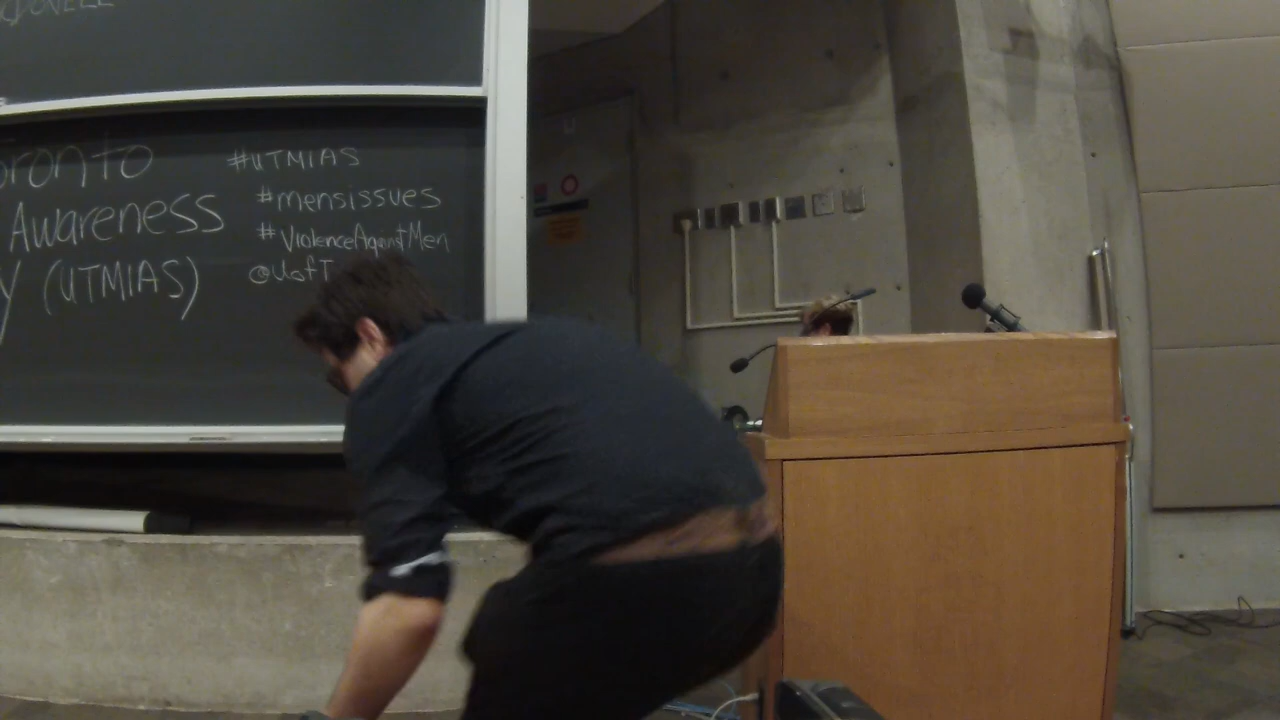 #UTMIAS
oronto
#mensissues
Awareness
#ViolenceAgainstMen
Y (UTMIAS)
@UofT